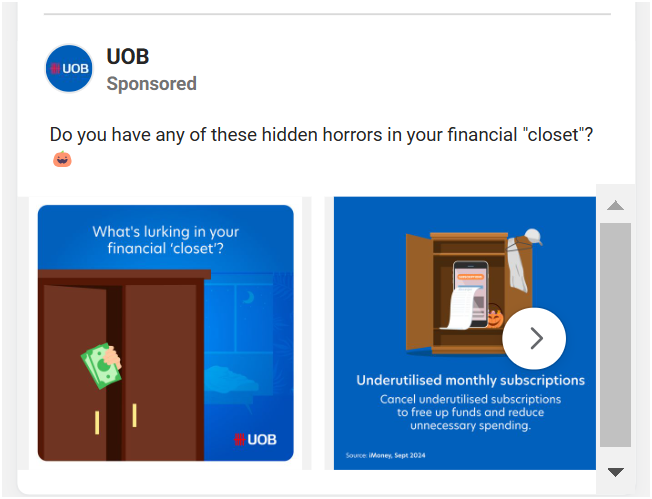 UOB
UOB
Sponsored
Do you have any of these hidden horrors in your financial "closet"?
🎃
What's lurking in your
financial 'closet'?
UOB
Underutilised monthly subscriptions
Cancel underutilised subscriptions
to free up funds and reduce
unnecessary spending.
Source: iMoney, Sept 2024